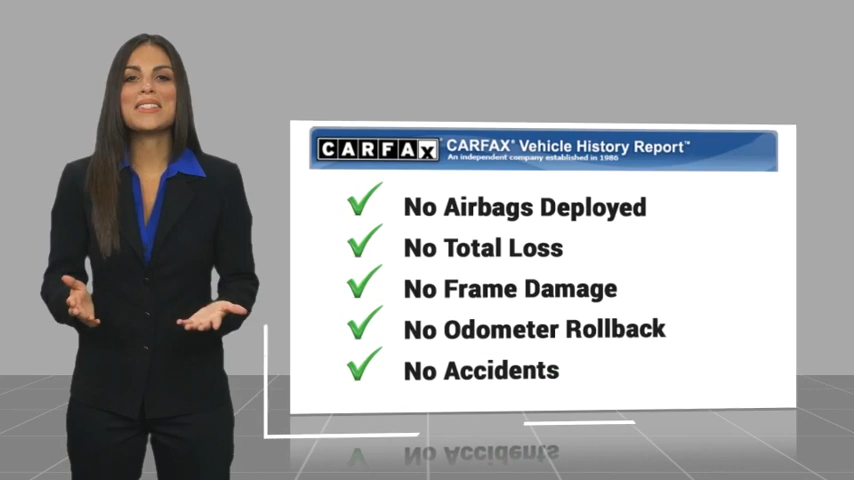 CARFAX® CARFAX® Vehicle History Report™
An independent company established in 1986
No Airbags Deployed
No Total Loss
No Frame Damage
No Odometer Rollback
No Accidents
No Accidents